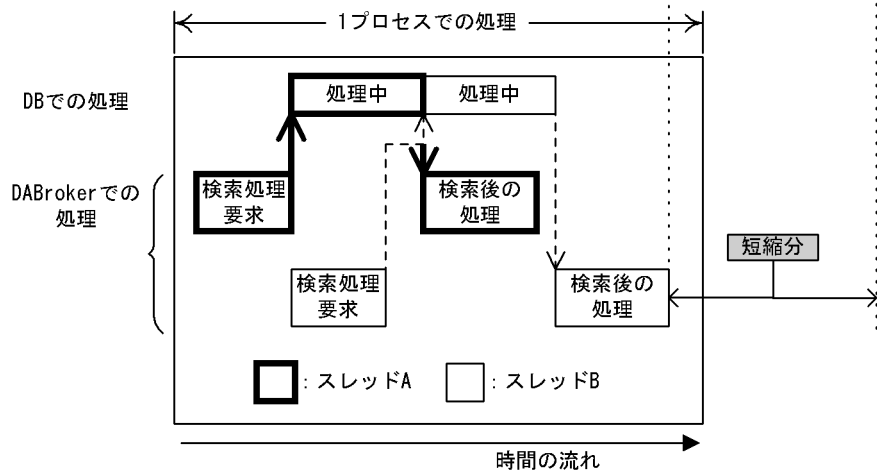 1プロセスでの処理
DBでの処理
処理中
処理中
DABrokerでの
処理
検索処理
要求
検索後の
処理
短縮分
検索処理
要求
検索後の
処理
：スレッドA
：スレッドB
時間の流れ